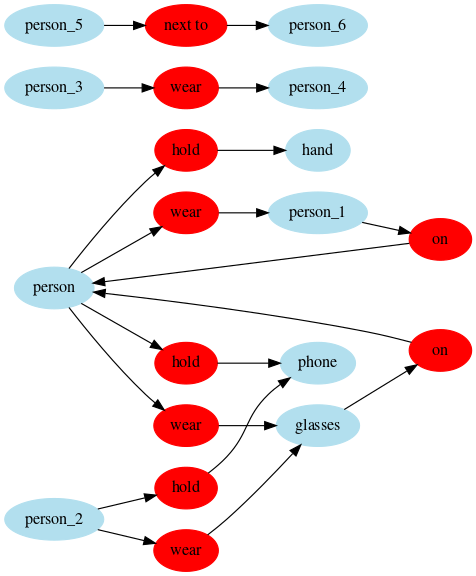 person_5 next to person_6
person_3 wear person_4
hold hand
wear person_1
on
person
on
hold phone
wear glasses
hold
person_2
wear